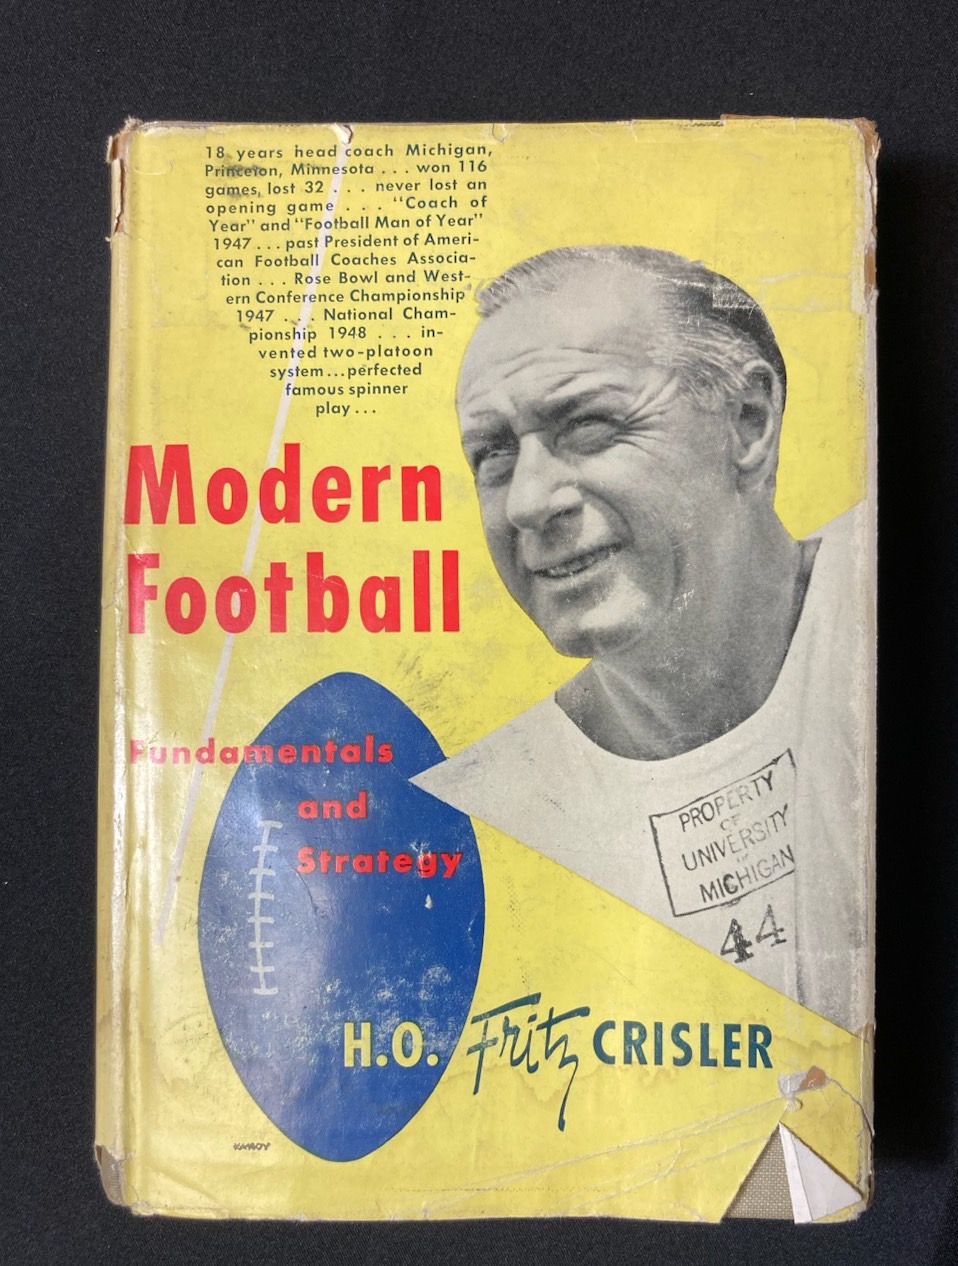 18 years head coach Michigan,
Princeton, Minnesota . . . won 116
games, lost 32 . . . never lost an
opening game . . . "Coach of
Year" and "Football Man of Year"
1947 . . . past President of Ameri-
can Football Coaches Associa-
tion . . . Rose Bowl and West-
ern Conference Championship
1947 . . . National Cham-
pionship 1948 . . . in-
vented two-platoon
system . . . perfected
famous spinner
play . . .
Modern
Football
Fundamentals
and
Strategy
PROPERTY
OF
UNIVERSITY
OF
MICHIGAN
44
H.O. Fritz CRISLER